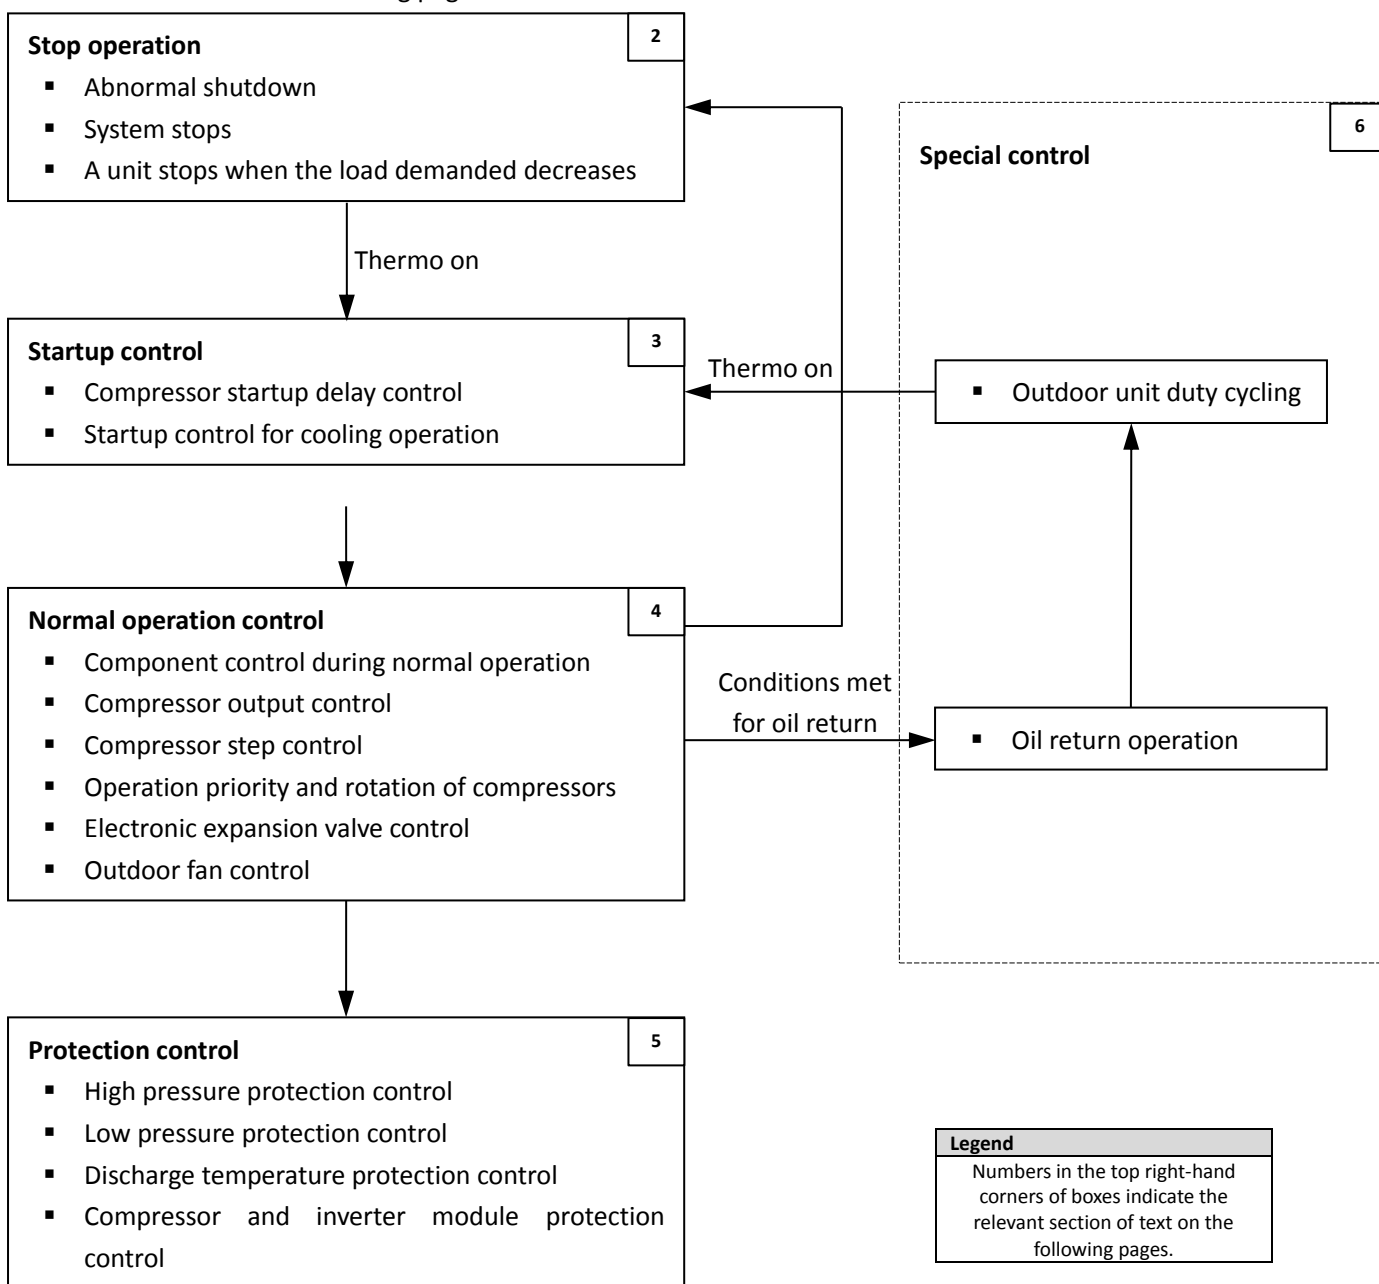 2
Stop operation
▪ Abnormal shutdown
▪ System stops
▪ A unit stops when the load demanded decreases
Thermo on
3
Startup control
▪ Compressor startup delay control
▪ Startup control for cooling operation
4
Normal operation control
▪ Component control during normal operation
▪ Compressor output control
▪ Compressor step control
▪ Operation priority and rotation of compressors
▪ Electronic expansion valve control
▪ Outdoor fan control
5
Protection control
▪ High pressure protection control
▪ Low pressure protection control
▪ Discharge temperature protection control
▪ Compressor and inverter module protection
control
Thermo on
Conditions met
for oil return
6
Special control
▪ Outdoor unit duty cycling
▪ Oil return operation
Legend
Numbers in the top right-hand
corners of boxes indicate the
relevant section of text on the
following pages.